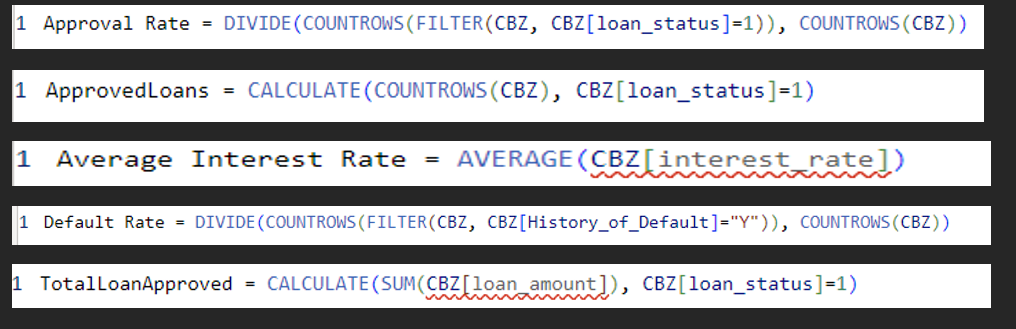 1 Approval Rate = DIVIDE(COUNTROWS(FILTER(CBZ, CBZ[loan_status]=1)), COUNTROWS(CBZ))
1 ApprovedLoans = CALCULATE(COUNTROWS(CBZ), CBZ[loan_status]=1)
1 Average Interest Rate = AVERAGE(CBZ[interest_rate])
1 Default Rate = DIVIDE(COUNTROWS(FILTER(CBZ, CBZ[History_of_Default]="Y")), COUNTROWS(CBZ))
1 TotalLoanApproved = CALCULATE(SUM(CBZ[loan_amount]), CBZ[loan_status]=1)